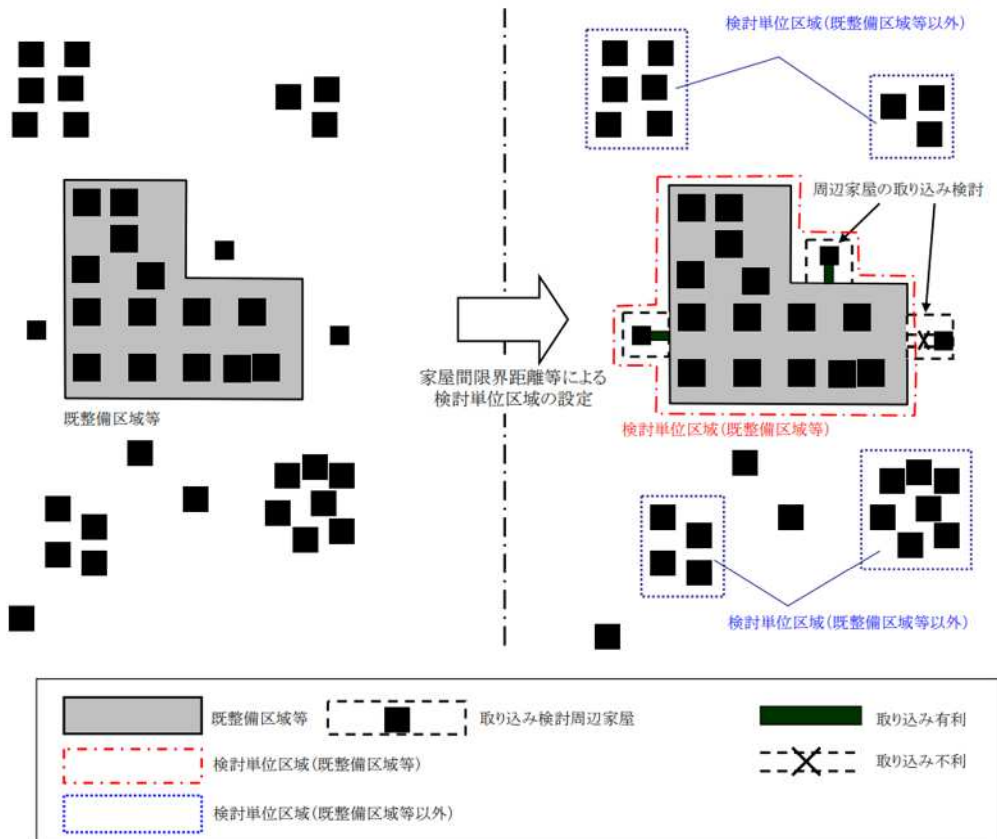 検討単位区域(既整備区域等以外)
周辺家屋の取り込み検討
家屋間限界距離等による
検討単位区域の設定
既整備区域等
検討単位区域(既整備区域等)
検討単位区域(既整備区域等以外)
既整備区域等
取り込み検討周辺家屋
取り込み有利
検討単位区域(既整備区域等)
取り込み不利
検討単位区域(既整備区域等以外)